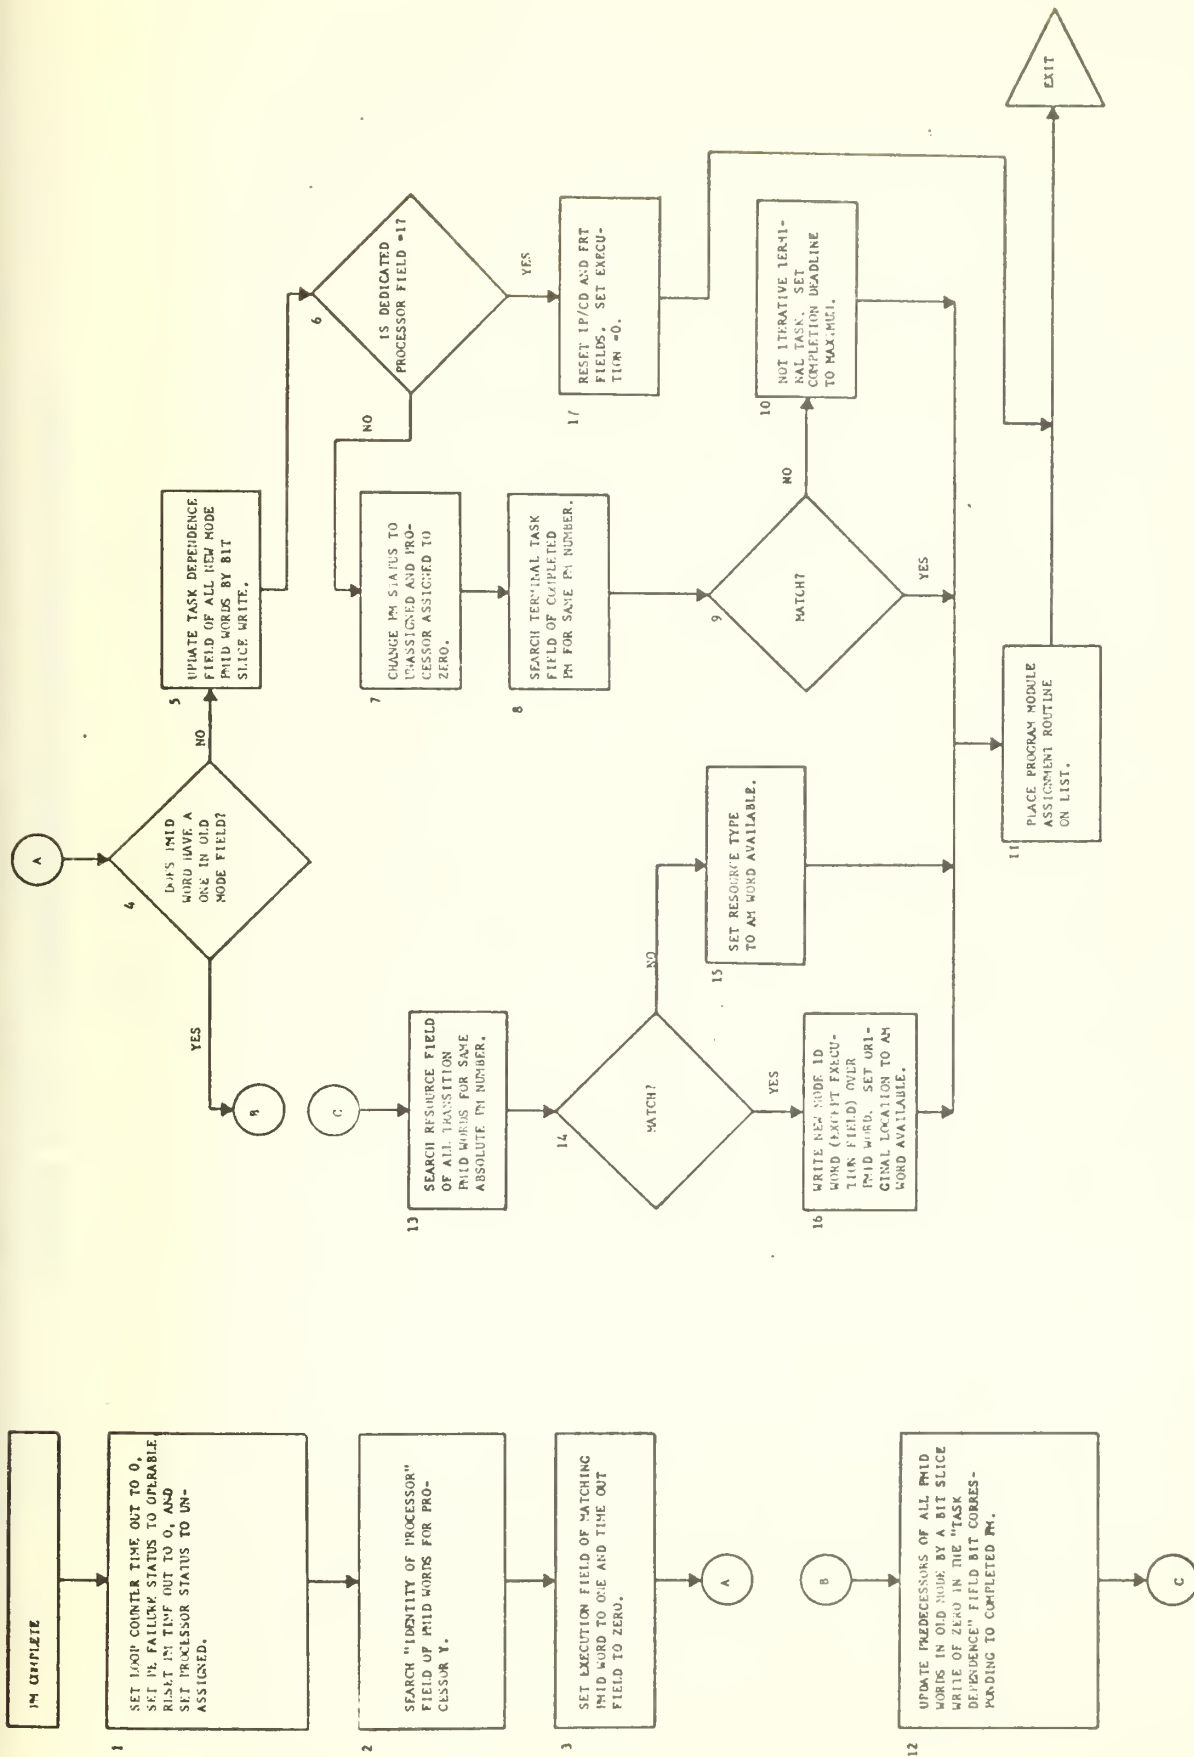 PM COMPLETE
1
SET LOOP COUNTER TIME OUT TO 0,
SET PE FAILURE STATUS TO OPERABLE
RESET PM TIME OUT TO 0, AND
SET PROCESSOR STATUS TO UN-
ASSIGNED.
2
SEARCH "IDENTITY OF PROCESSOR"
FIELD OF PMID WORDS FOR PRO-
CESSOR Y.
3
SET EXECUTION FIELD OF MATCHING
PMID WORD TO ONE AND TIME OUT
FIELD TO ZERO.
A
B
12
UPDATE PREDECESSORS OF ALL PMID
WORDS IN OLD MODE BY A BIT SLICE
WRITE OF ZERO IN THE "TASK
DEPENDENCE" FIELD BIT CORRES-
PONDING TO COMPLETED PM.
C
A
4
DOES PMID
WORD HAVE A
ONE IN OLD
MODE FIELD?
YES
NO
B
5
UPDATE TASK DEPENDENCE
FIELD OF ALL NEW MODE
PMID WORDS BY BIT
SLICE WRITE.
6
IS DEDICATED
PROCESSOR FIELD =1?
NO
YES
7
CHANGE PM STATUS TO
UNASSIGNED AND PRO-
CESSOR ASSIGNED TO
ZERO.
17
RESET IP/CD AND FRT
FIELDS. SET EXECU-
TION =0.
8
SEARCH TERMINAL TASK
FIELD OF COMPLETED
PM FOR SAME PM NUMBER.
9
MATCH?
NO
YES
10
NOT ITERATIVE TERMI-
NAL TASK. SET
COMPLETION DEADLINE
TO MAXIMUM.
C
13
SEARCH RESOURCE FIELD
OF ALL TRANSITION
PMID WORDS FOR SAME
ABSOLUTE PM NUMBER.
14
MATCH?
NO
YES
15
SET RESOURCE TYPE
TO AM WORD AVAILABLE.
16
WRITE NEW MODE ID
WORD (EXCEPT EXECU-
TION FIELD) OVER
PMID WORD. SET ORI-
GINAL LOCATION TO AM
WORD AVAILABLE.
11
PLACE PROGRAM MODULE
ASSIGNMENT ROUTINE
ON LIST.
EXIT